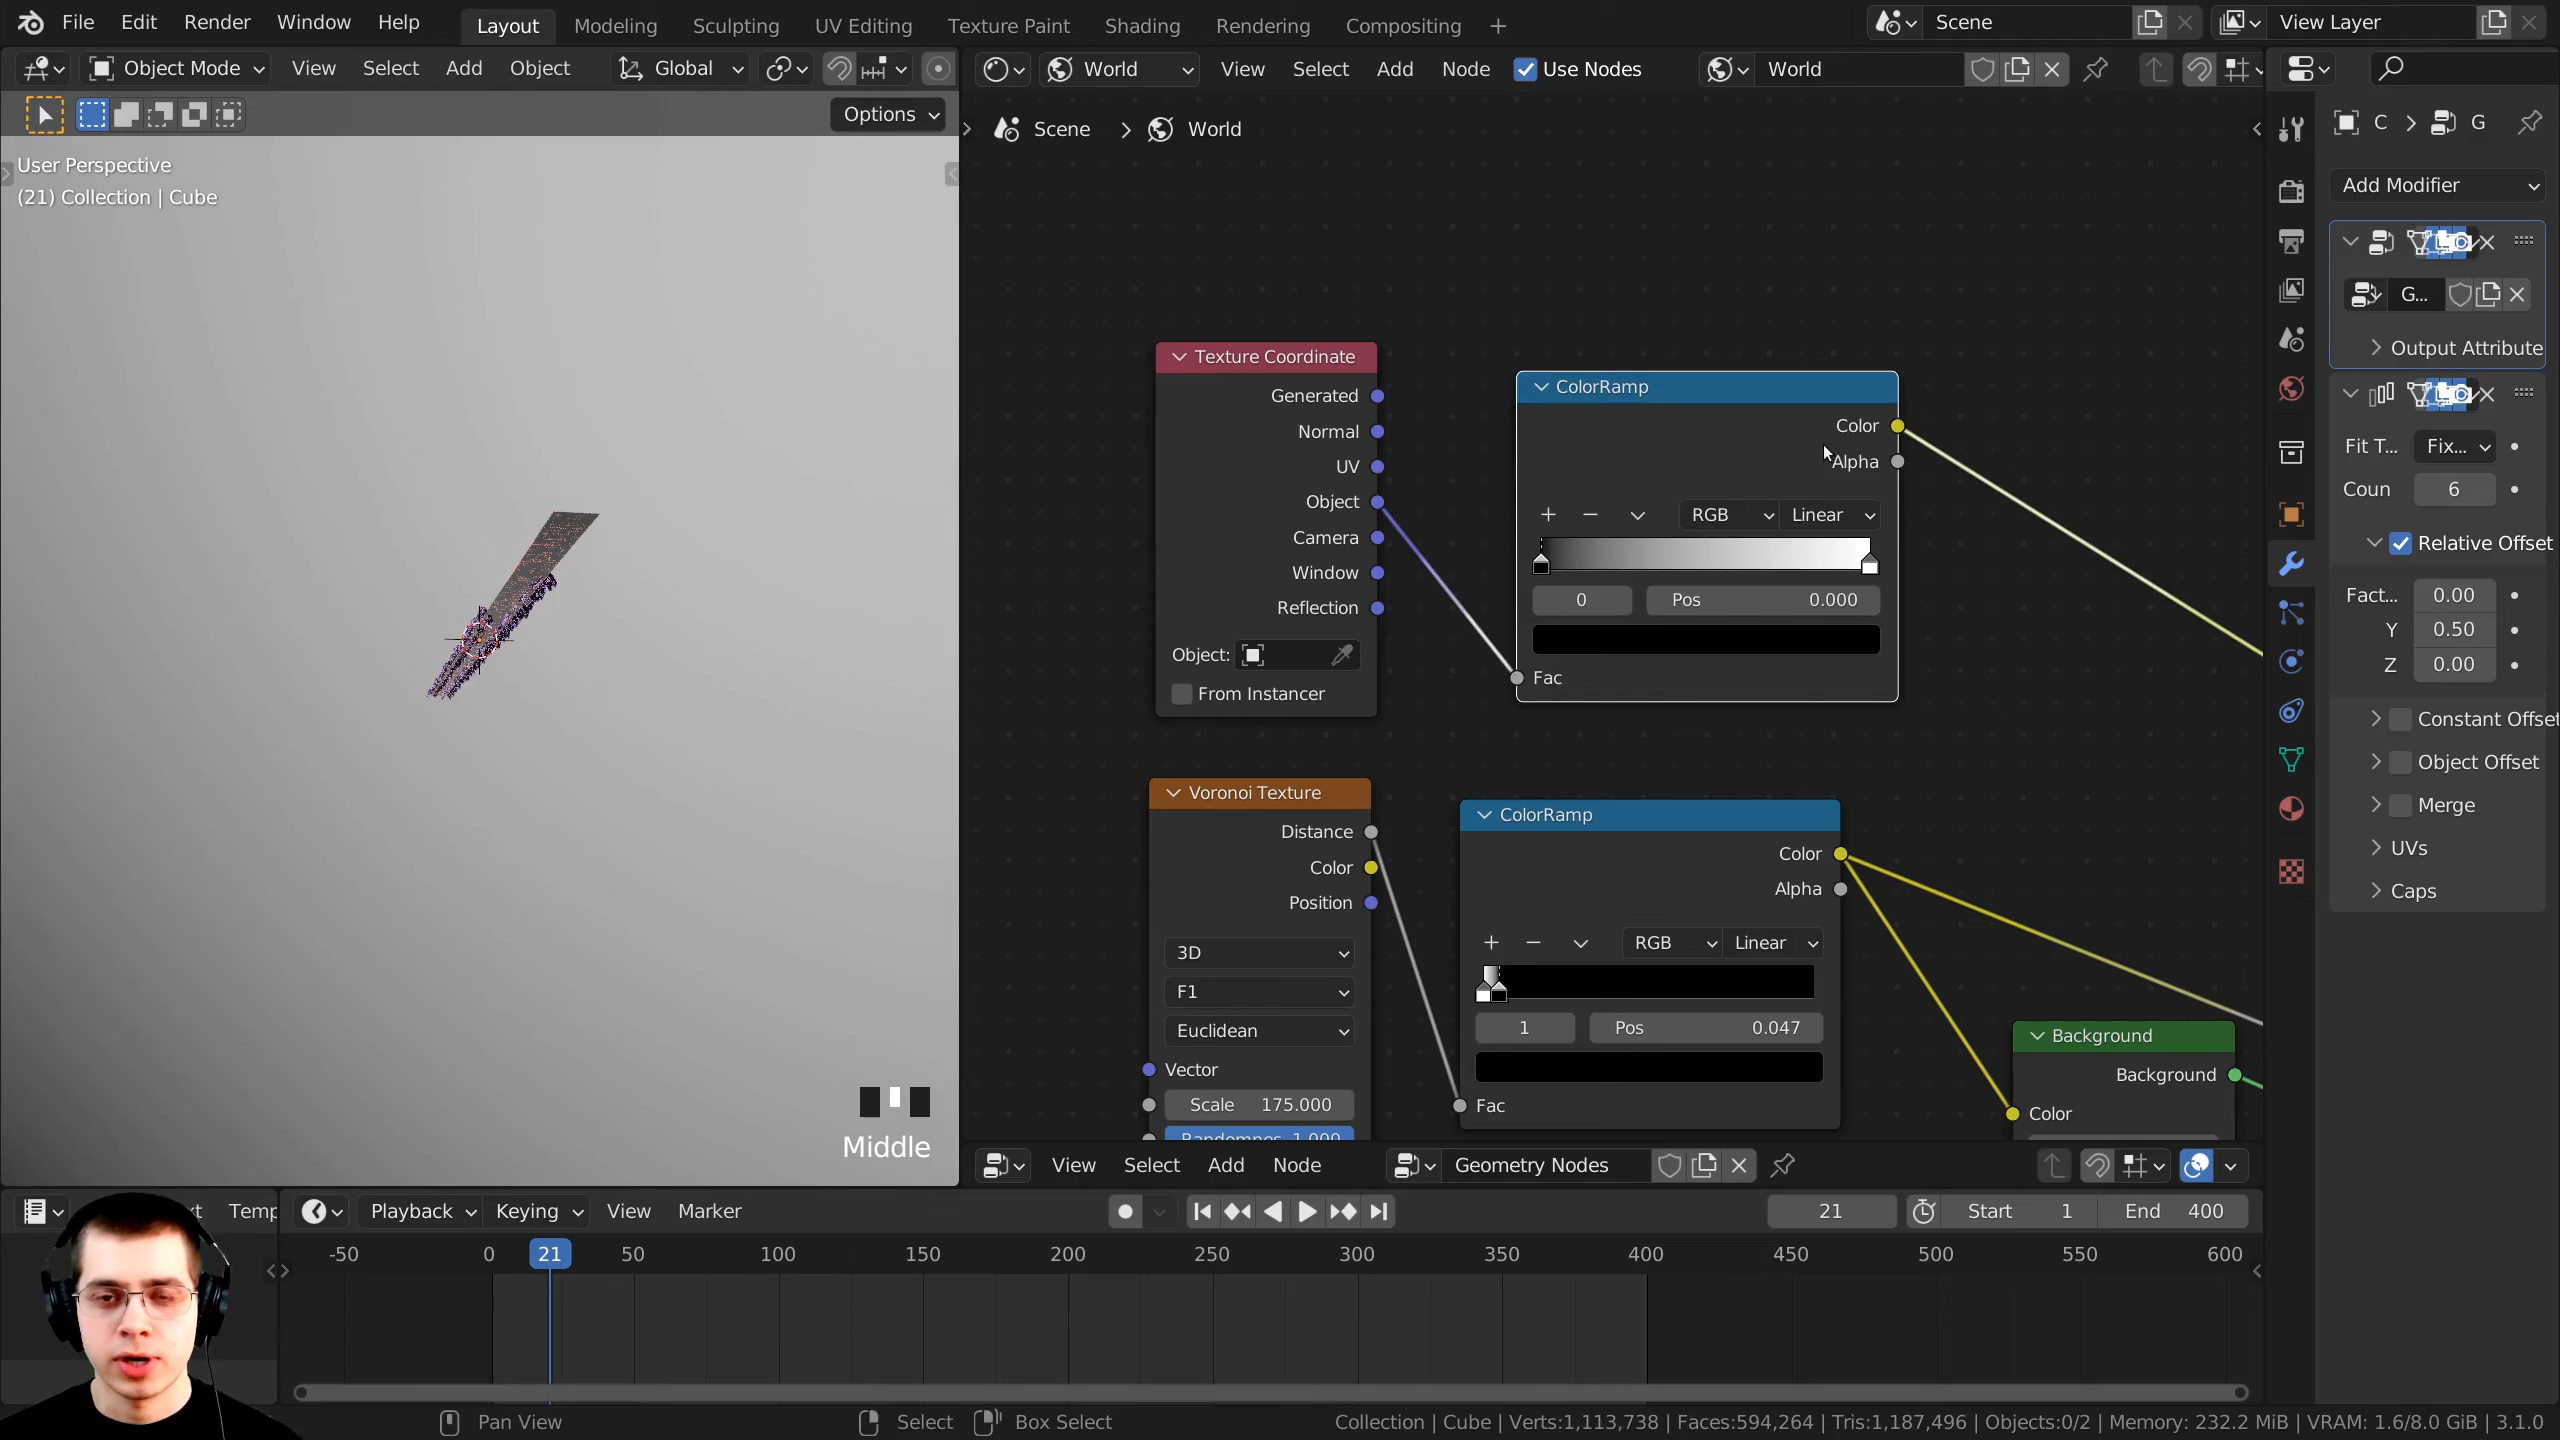 File Edit Render Window Help Layout Modeling Sculpting UV Editing Texture Paint Shading Rendering Compositing + Scene View Layer
Object Mode View Select Add Object Global World View Select Add Node Use Nodes World
Options
User Perspective
(21) Collection | Cube
Scene World
C G
Add Modifier
G...
Output Attribute
Fit T... Fix...
Coun 6
Relative Offset
Fact... 0.00
Y 0.50
Z 0.00
Constant Offse
Object Offset
Merge
UVs
Caps
Texture Coordinate
Generated
Normal
UV
Object
Camera
Window
Reflection
Object:
From Instancer
ColorRamp
Color
Alpha
RGB Linear
0 Pos 0.000
Fac
Voronoi Texture
Distance
Color
Position
3D
F1
Euclidean
Vector
Scale 175.000
ColorRamp
Color
Alpha
RGB Linear
1 Pos 0.047
Fac
Background
Background
Color
Middle
View Select Add Node Geometry Nodes
Temp Playback Keying View Marker 21 Start 1 End 400
-50 0 21 50 100 150 200 250 300 350 400 450 500 550 600
Pan View Select Box Select Collection | Cube | Verts:1,113,738 | Faces:594,264 | Tris:1,187,496 | Objects:0/2 | Memory: 232.2 MiB | VRAM: 1.6/8.0 GiB | 3.1.0